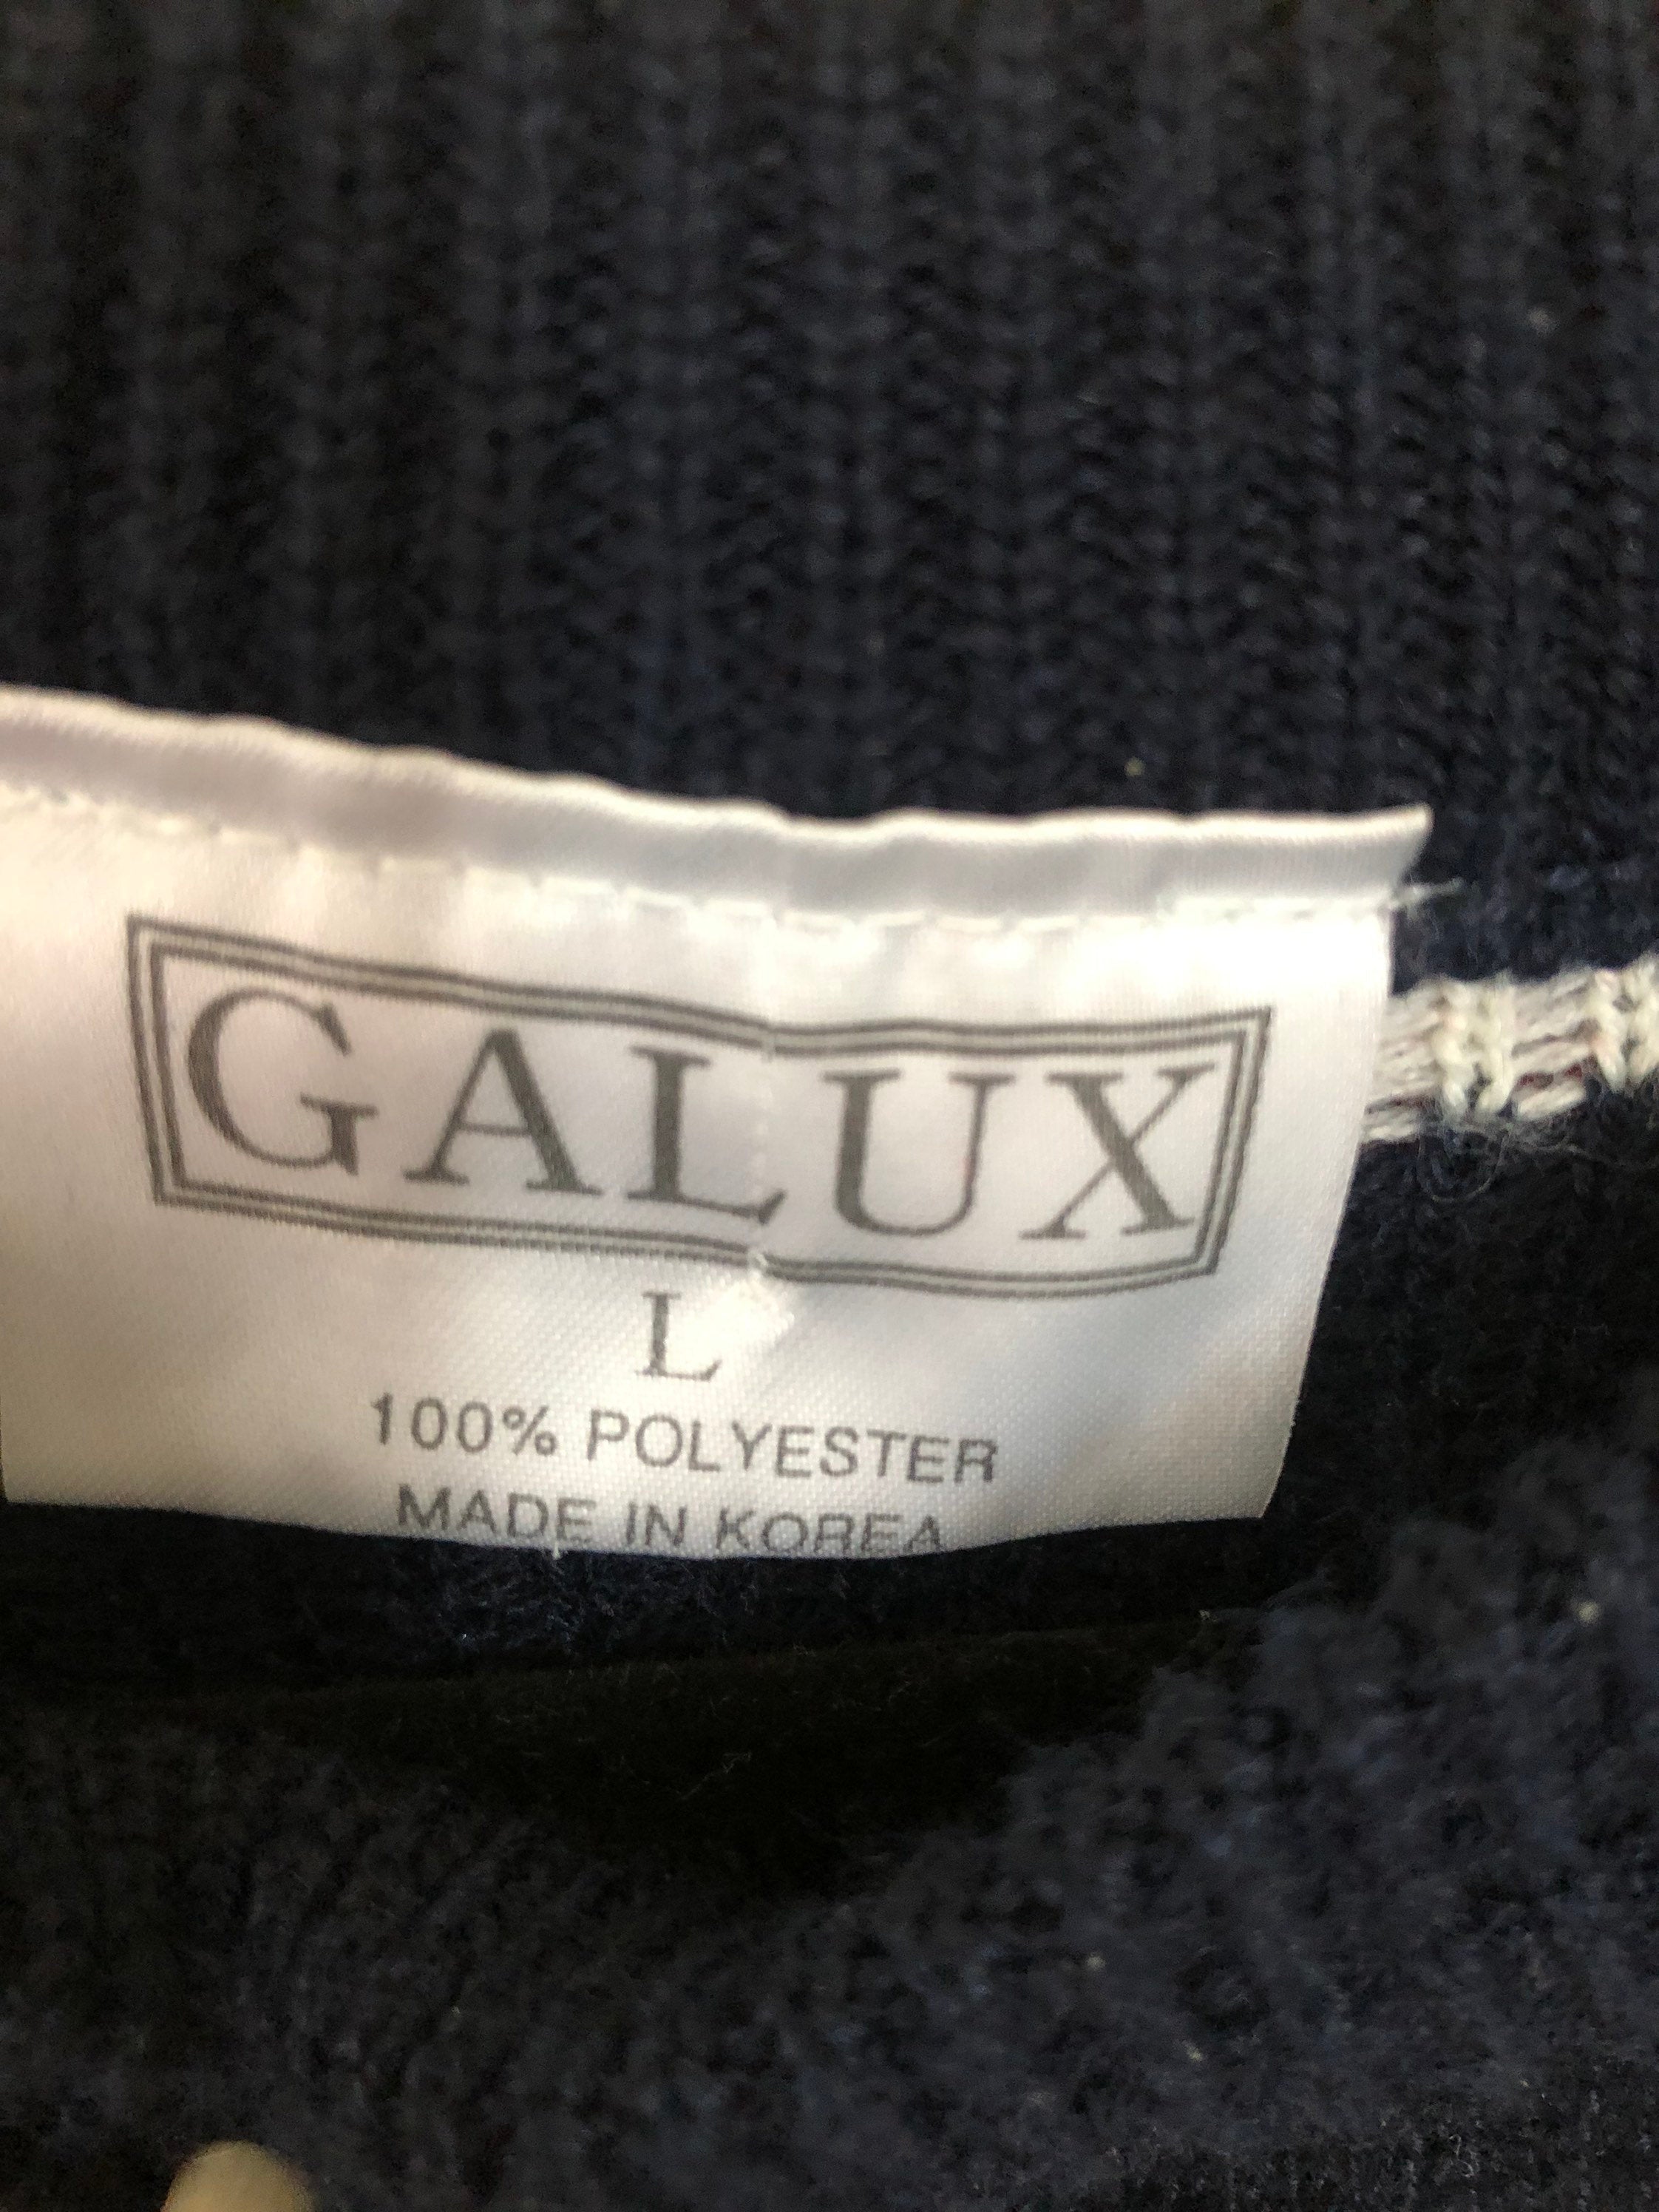 GALUX
L
100% POLYESTER
MADE IN KOREA